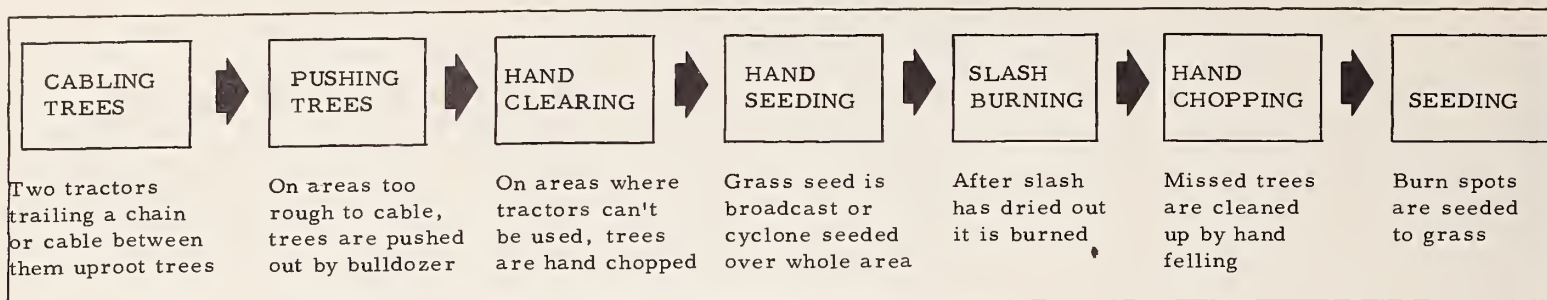 CABLING
TREES
PUSHING
TREES
HAND
CLEARING
HAND
SEEDING
SLASH
BURNING
HAND
CHOPPING
SEEDING
Two tractors
trailing a chain
or cable between
them uproot trees
On areas too
rough to cable,
trees are pushed
out by bulldozer
On areas where
tractors can't
be used, trees
are hand chopped
Grass seed is
broadcast or
cyclone seeded
over whole area
After slash
has dried out
it is burned
Missed trees
are cleaned
up by hand
felling
Burn spots
are seeded
to grass